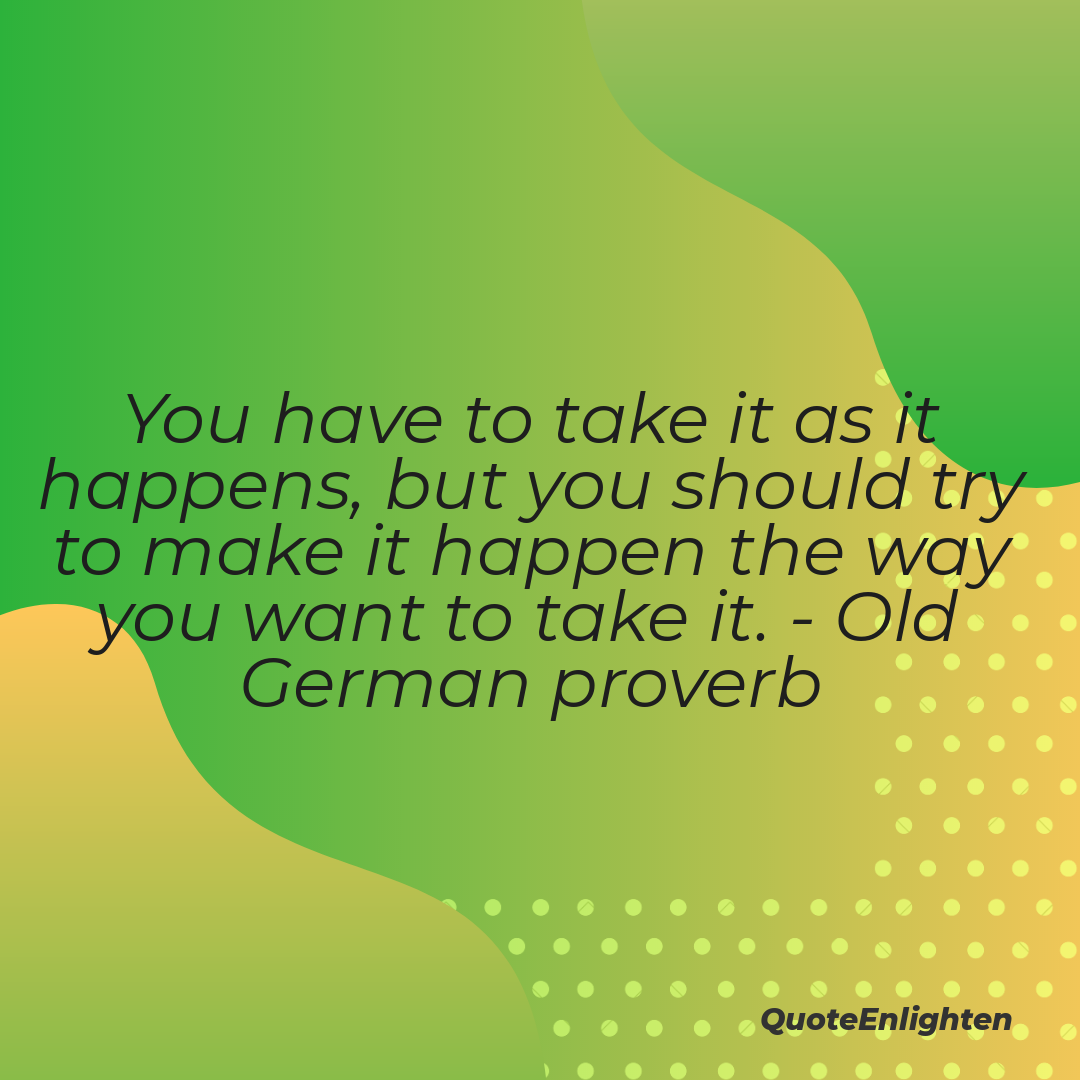 You have to take it as it
happens, but you should try
to make it happen the way
you want to take it. - Old
German proverb
QuoteEnlighten